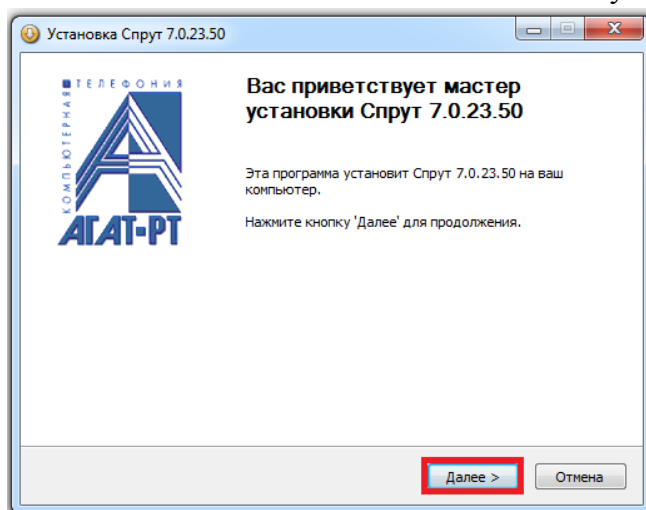 Установка Спрут 7.0.23.50
ТЕЛЕФОНИЯ
КОМПЬЮТЕРНАЯ
АГАТ-РТ
Вас приветствует мастер
установки Спрут 7.0.23.50
Эта программа установит Спрут 7.0.23.50 на ваш
компьютер.
Нажмите кнопку 'Далее' для продолжения.
Далее >
Отмена